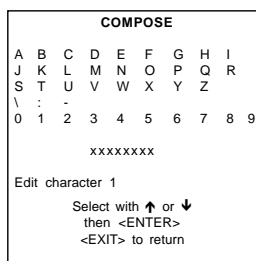 COMPOSE
A B C D E F G H I
J K L M N O P Q R
S T U V W X Y Z
\ : -
0 1 2 3 4 5 6 7 8 9
xxxxxxxx
Edit character 1
Select with ↑ or ↓
then <ENTER>
<EXIT> to return